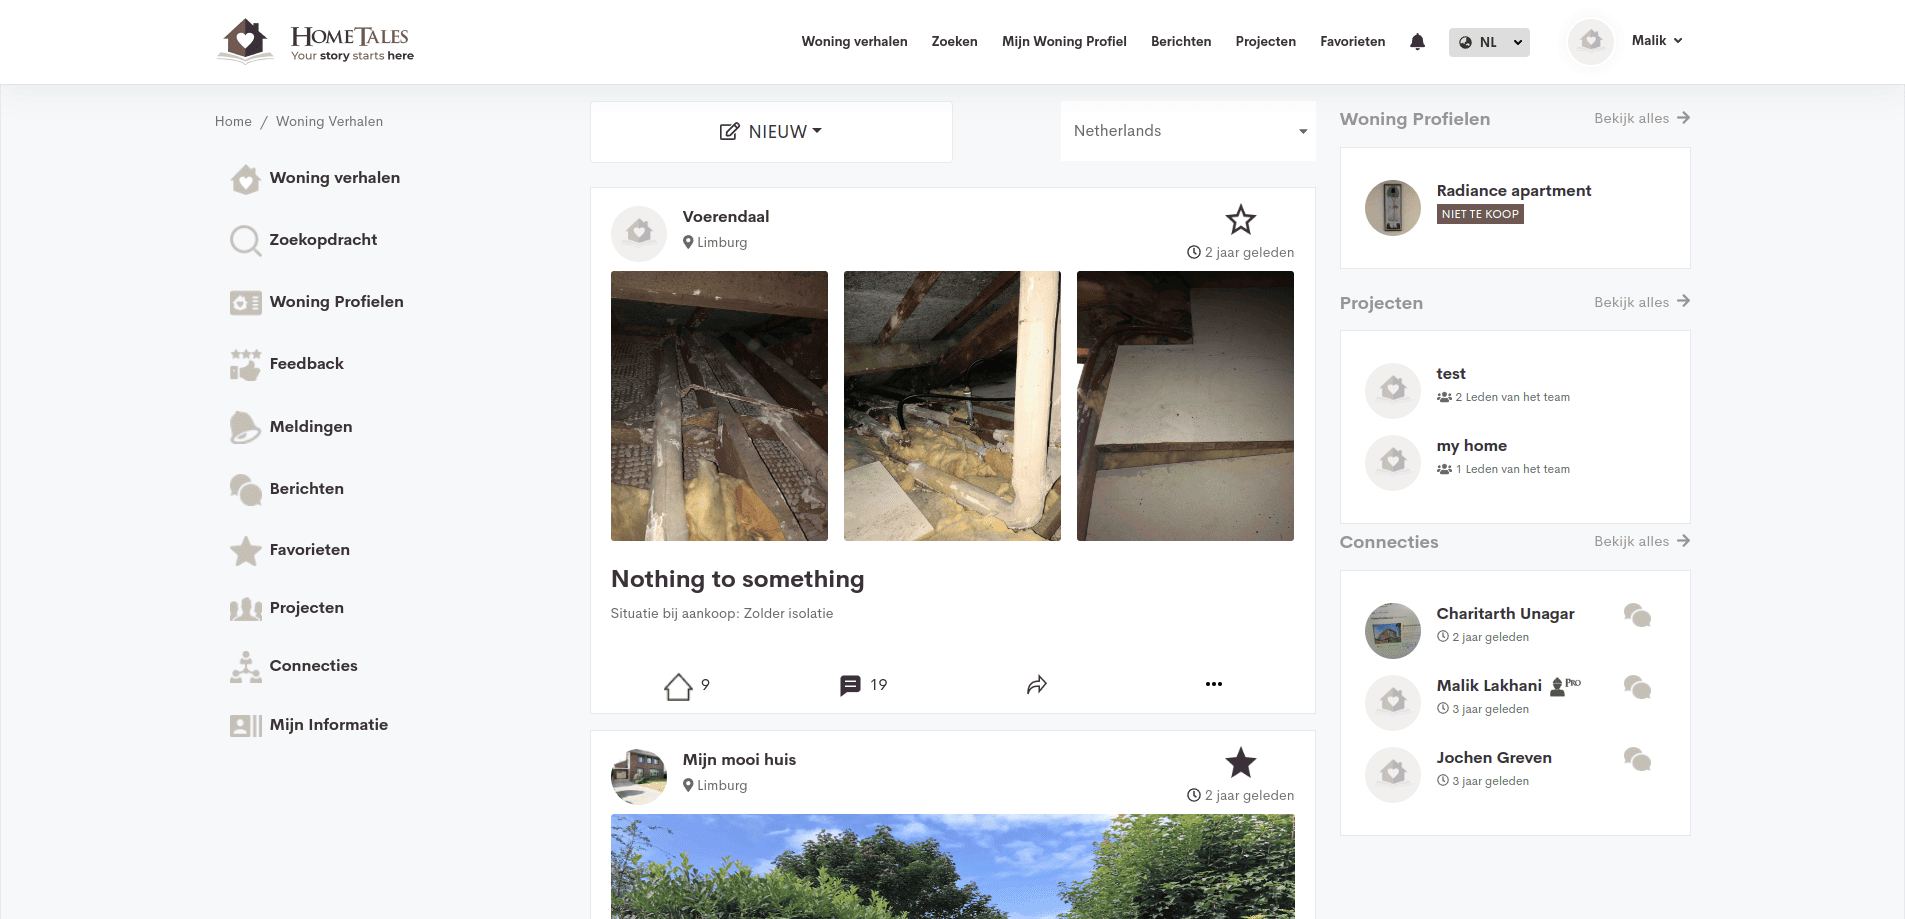 HomeTales
Your story starts here
Woning verhalen
Zoeken
Mijn Woning Profiel
Berichten
Projecten
Favorieten
NL
Malik
Home / Woning Verhalen
Woning verhalen
Zoekopdracht
Woning Profielen
Feedback
Meldingen
Berichten
Favorieten
Projecten
Connecties
Mijn Informatie
NIEUW
Netherlands
Voerendaal
Limburg
2 jaar geleden
Nothing to something
Situatie bij aankoop: Zolder isolatie
9
19
Mijn mooi huis
Limburg
2 jaar geleden
Woning Profielen
Bekijk alles
Radiance apartment
NIET TE KOOP
Projecten
Bekijk alles
test
2 Leden van het team
my home
1 Leden van het team
Connecties
Bekijk alles
Charitarth Unagar
2 jaar geleden
Malik Lakhani PRO
3 jaar geleden
Jochen Greven
3 jaar geleden